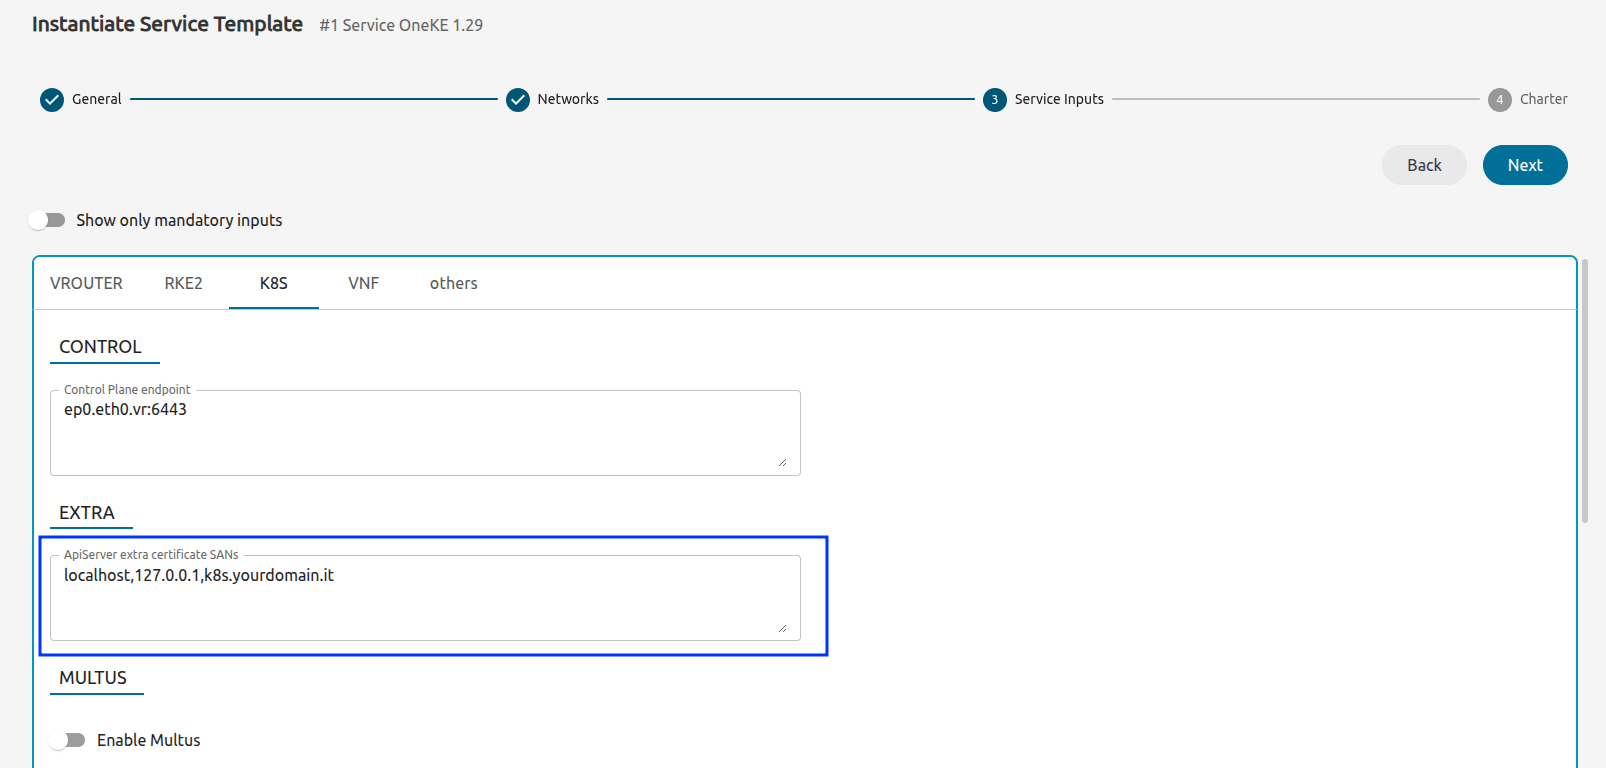 Instantiate Service Template #1 Service OneKE 1.29
General Networks 3 Service Inputs 4 Charter
Back Next
Show only mandatory inputs
VROUTER RKE2 K8S VNF others
CONTROL
Control Plane endpoint
ep0.eth0.vr:6443
EXTRA
ApiServer extra certificate SANs
localhost,127.0.0.1,k8s.yourdomain.it
MULTUS
Enable Multus